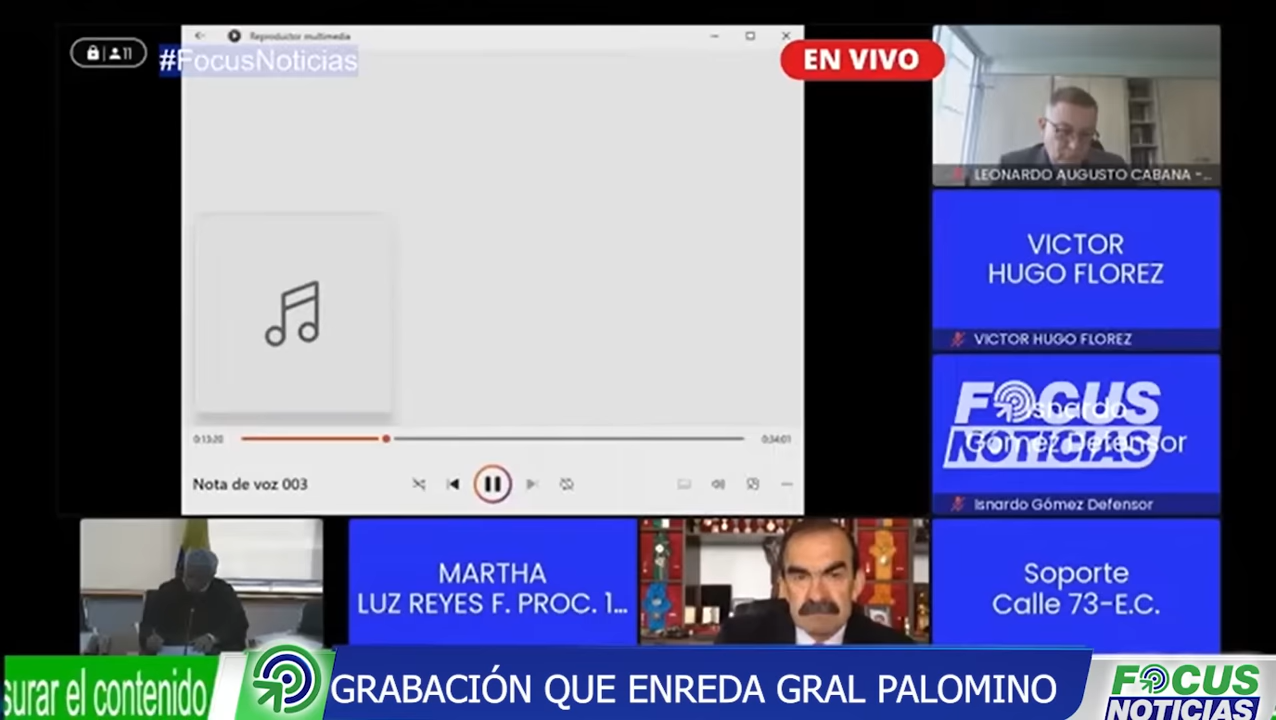 Reproductor multimedia
11
#FocusNoticias
EN VIVO
LEONARDO AUGUSTO CABANA -...
VICTOR
HUGO FLOREZ
VICTOR HUGO FLOREZ
FOCUS
NOTICIAS
Isnardo
Gómez Defensor
Isnardo Gómez Defensor
0:13:20
0:34:01
Nota de voz 003
MARTHA
LUZ REYES F. PROC. 1...
Soporte
Calle 73-E.C.
surar el contenido
GRABACIÓN QUE ENREDA GRAL PALOMINO
FOCUS
NOTICIAS